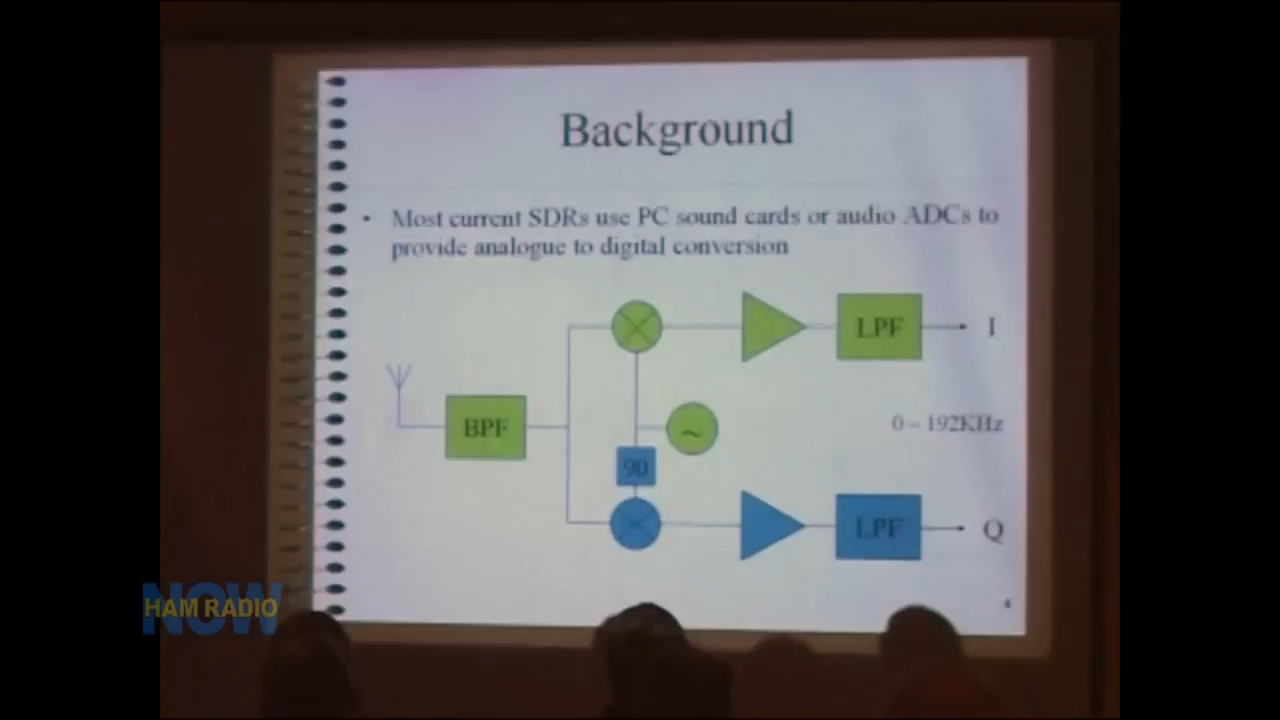 Background
• Most current SDRs use PC sound cards or audio ADCs to
provide analogue to digital conversion
LPF
I
BPF
~
0 – 192KHz
90
LPF
Q
4
NOW
HAM RADIO